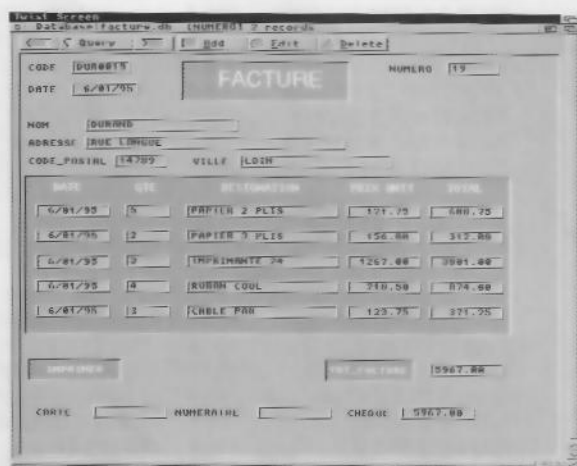 Twist Screen
Database:facture.db (NUMERO) 2 records
Query Add Edit Delete
CODE NUMERO 19
FACTURE
DATE 6/01/95
NOM DURAND
ADRESSE RUE LONGUE
CODE_POSTAL 14789 VILLE LOIN
DATE QTE DESIGNATION PRIX UNIT TOTAL
6/01/95 5 PAPIER 2 PLIS 121.75 608.75
6/01/95 2 PAPIER 3 PLIS 156.00 312.00
6/01/95 3 IMPRIMANTE 24 1267.00 3801.00
6/01/95 4 RUBAN COUL 218.50 874.00
6/01/95 3 CABLE PAR 123.75 371.25
IMPRIMER TOT_FACTURE 5967.00
CARTE NUMERAIRE CHEQUE 5967.00